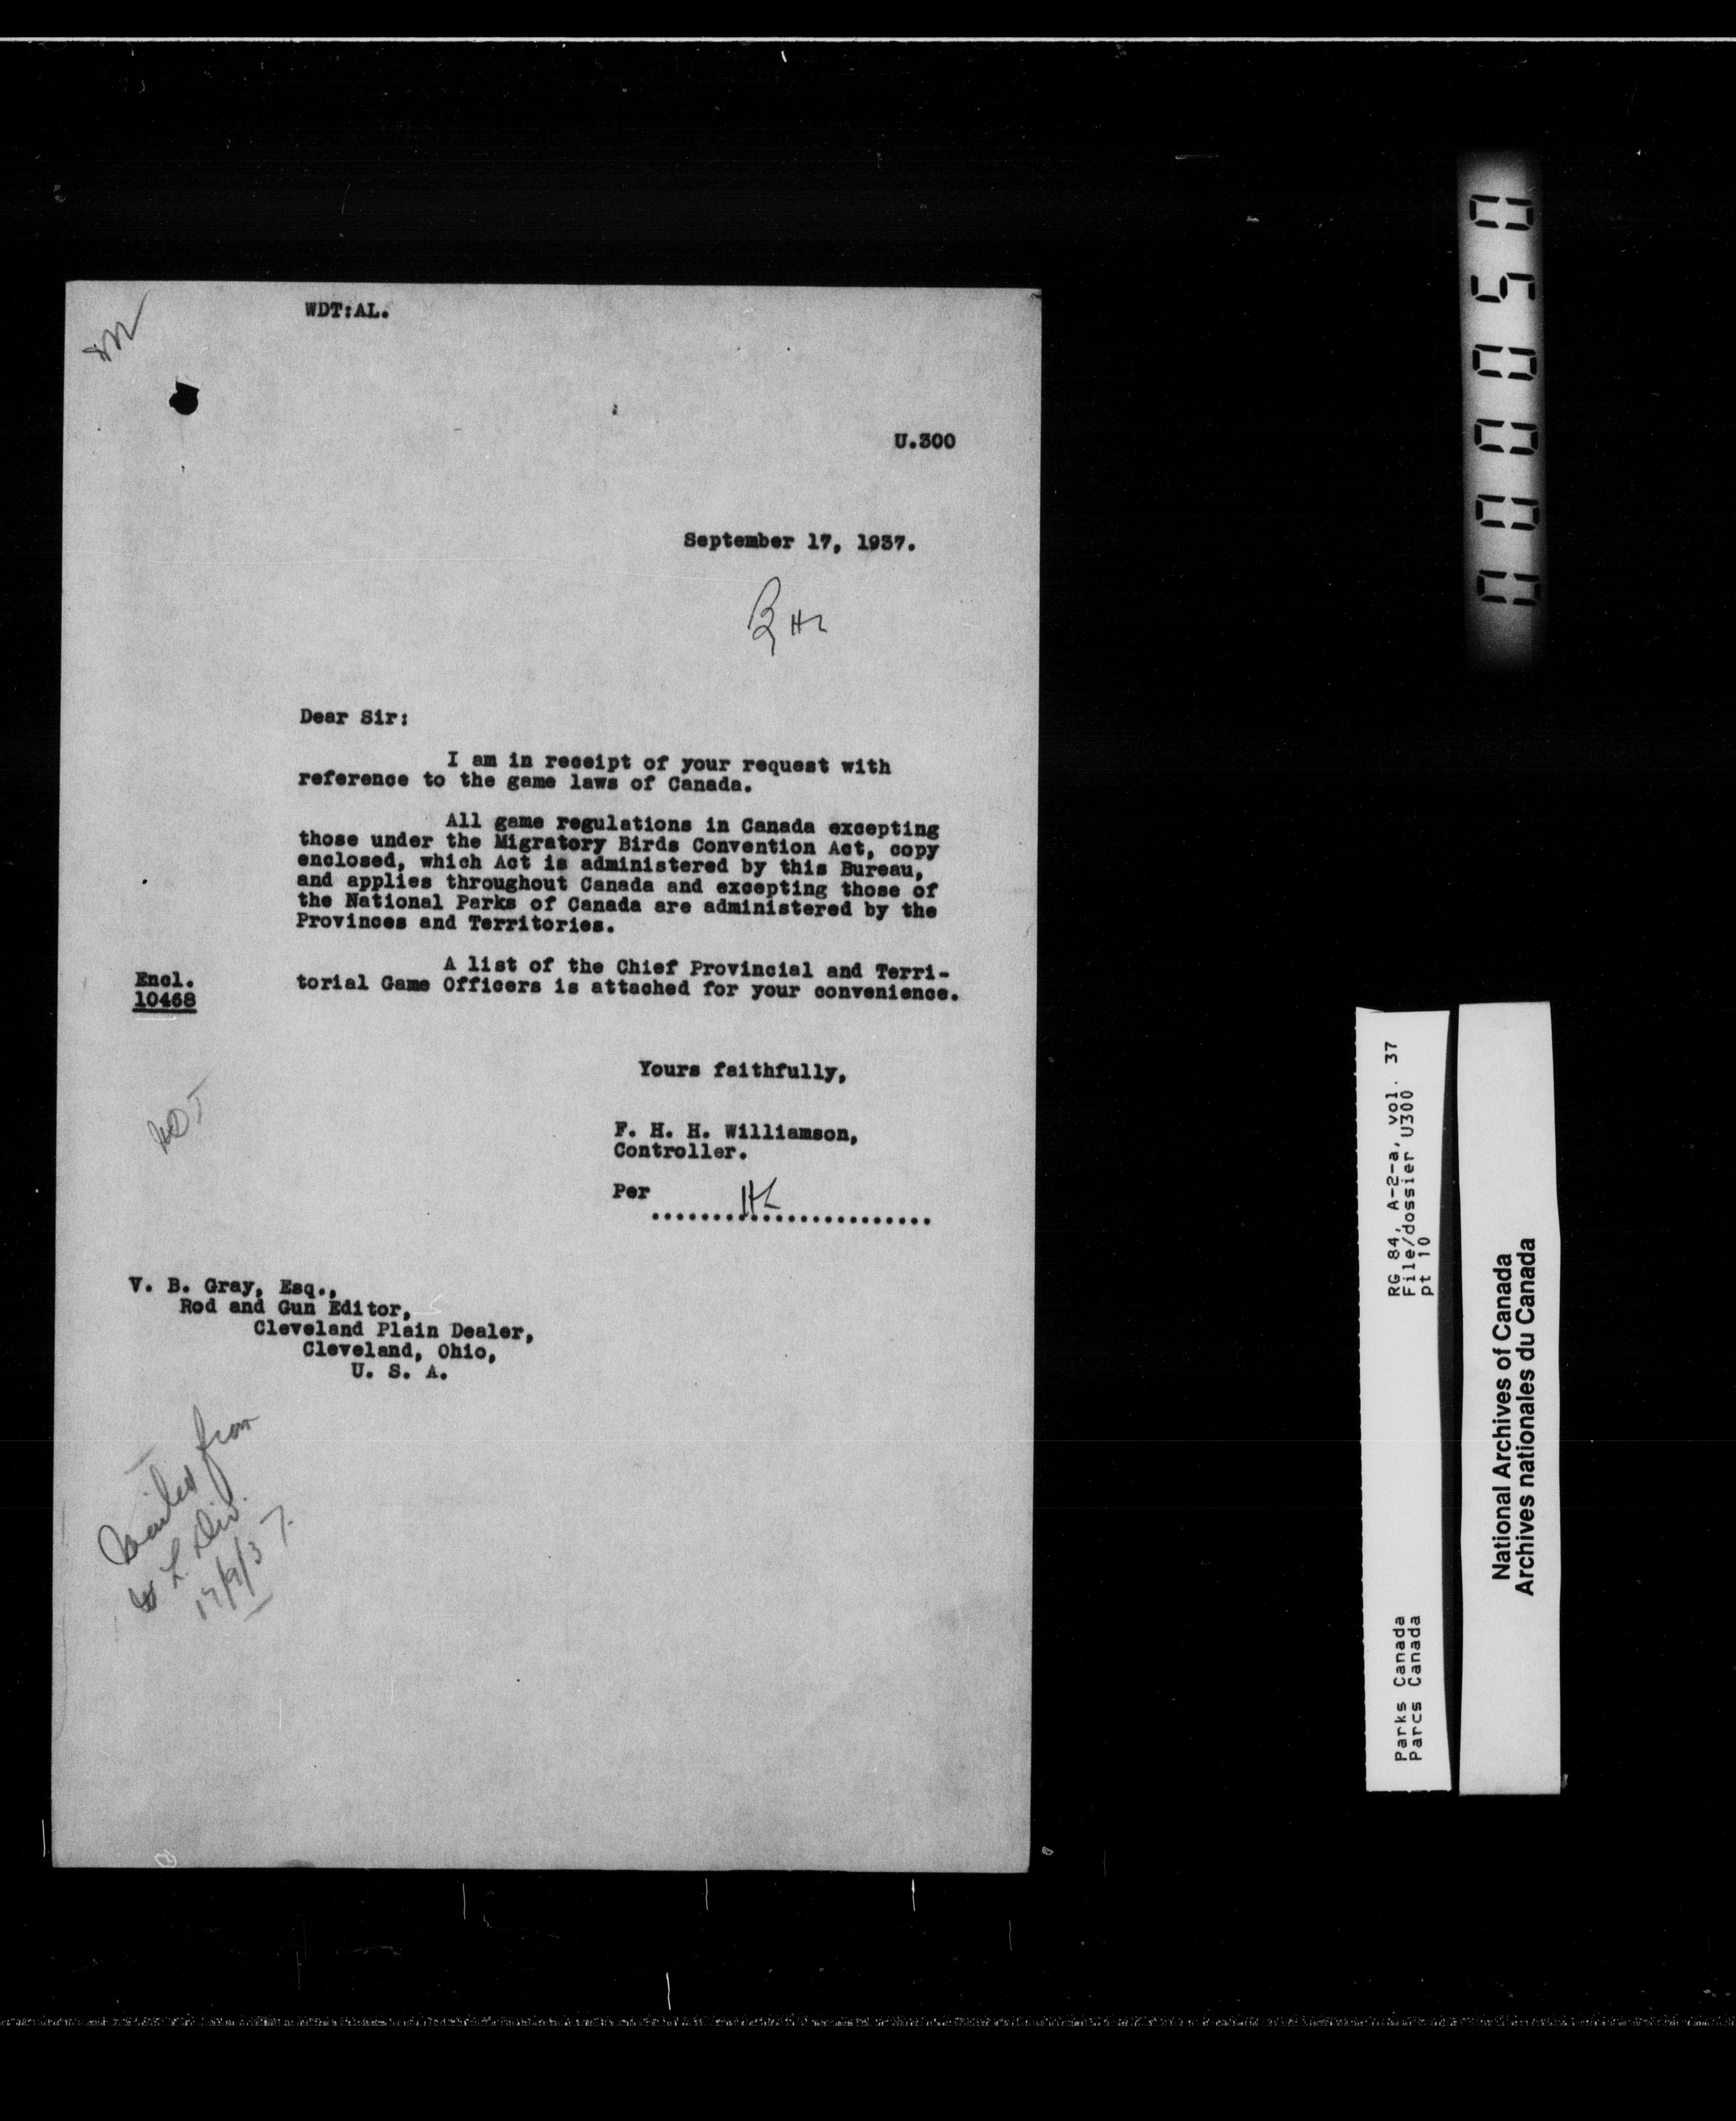 WDT:AL.
U.300
September 17, 1937.
HL
Dear Sir:
I am in receipt of your request with
reference to the game laws of Canada.
All game regulations in Canada excepting
those under the Migratory Birds Convention Act, copy
enclosed, which Act is administered by this Bureau,
and applies throughout Canada and excepting those of
the National Parks of Canada are administered by the
Provinces and Territories.
A list of the Chief Provincial and Terri-
torial Game Officers is attached for your convenience.
Encl.
10468
Yours faithfully,
F. H. H. Williamson,
Controller.
Per HL
V. B. Gray, Esq.,
Rod and Gun Editor,
Cleveland Plain Dealer,
Cleveland, Ohio,
U. S. A.
Mailed from
W L Div.
17/9/37.
000050
RG 84, A-2-a, vol. 37
File/dossier U300
pt 10
Parks Canada
Parcs Canada
National Archives of Canada
Archives nationales du Canada